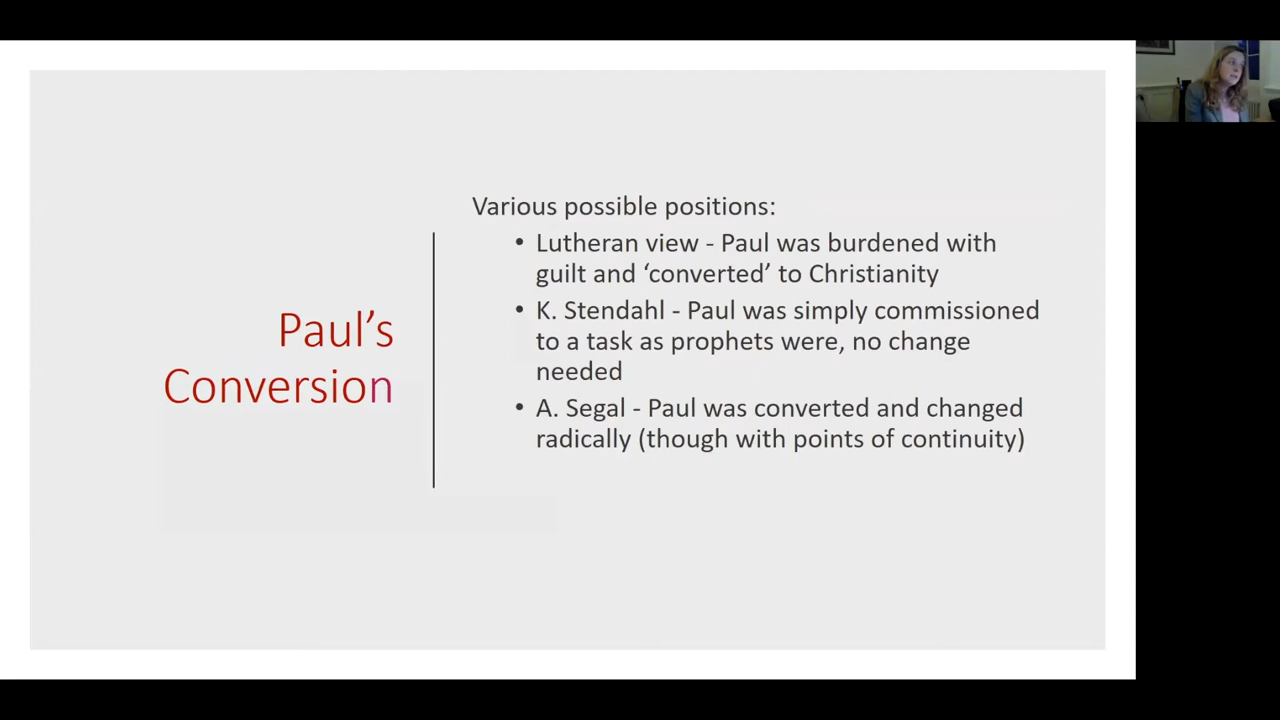 Paul’s
Conversion
Various possible positions:
• Lutheran view - Paul was burdened with
guilt and ‘converted’ to Christianity
• K. Stendahl - Paul was simply commissioned
to a task as prophets were, no change
needed
• A. Segal - Paul was converted and changed
radically (though with points of continuity)